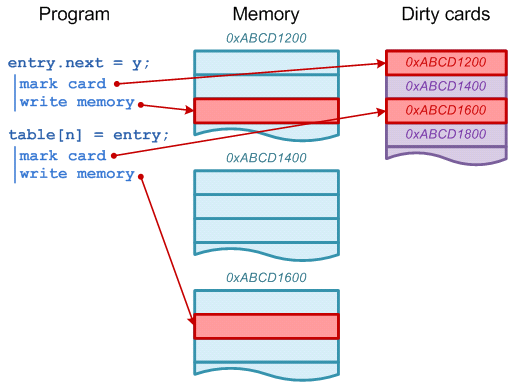 Program
Memory
Dirty cards
entry.next = y;
mark card
write memory
table[n] = entry;
mark card
write memory
0xABCD1200
0xABCD1400
0xABCD1600
0xABCD1200
0xABCD1400
0xABCD1600
0xABCD1800